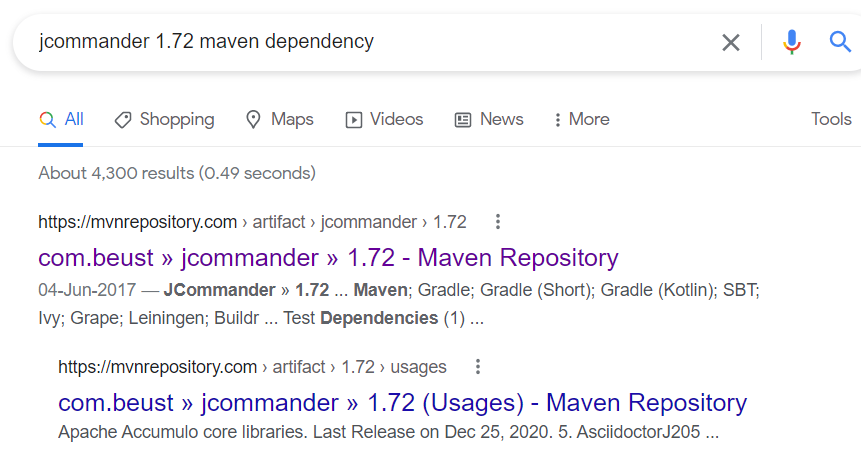 jcommander 1.72 maven dependency
All Shopping Maps Videos News More Tools
About 4,300 results (0.49 seconds)
https://mvnrepository.com › artifact › jcommander › 1.72
com.beust » jcommander » 1.72 - Maven Repository
04-Jun-2017 — JCommander » 1.72 ... Maven; Gradle; Gradle (Short); Gradle (Kotlin); SBT;
Ivy; Grape; Leiningen; Buildr ... Test Dependencies (1) ...
https://mvnrepository.com › artifact › 1.72 › usages
com.beust » jcommander » 1.72 (Usages) - Maven Repository
Apache Accumulo core libraries. Last Release on Dec 25, 2020. 5. AsciidoctorJ205 ...